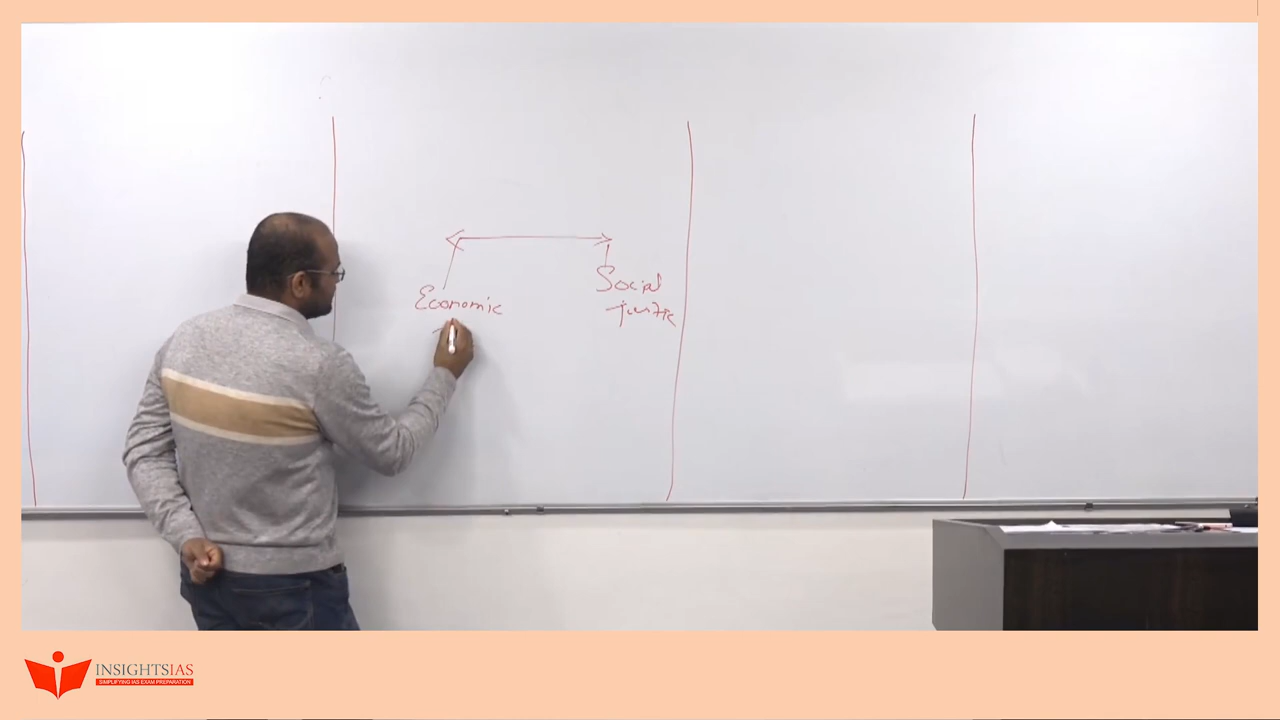 Economic
Social
justice
INSIGHTSIAS
SIMPLIFYING IAS EXAM PREPARATION